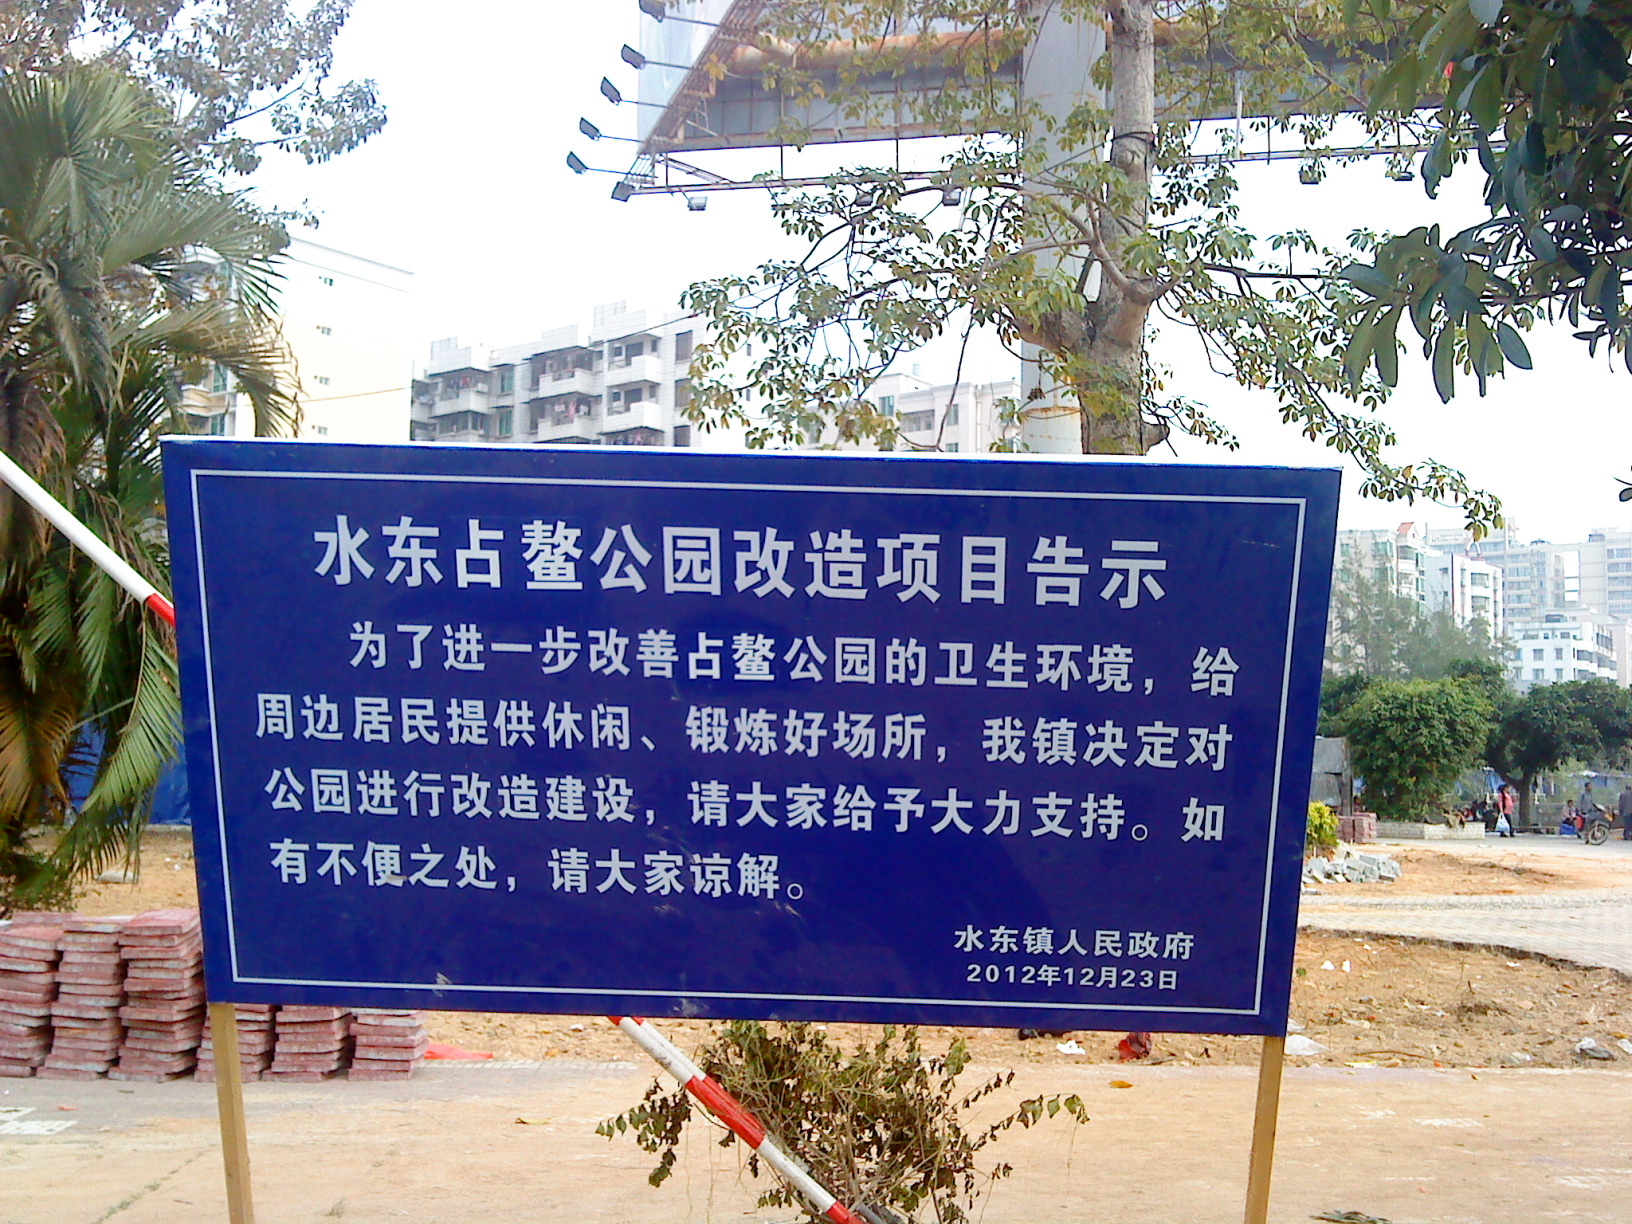 水东占鳌公园改造项目告示
为了进一步改善占鳌公园的卫生环境，给
周边居民提供休闲、锻炼好场所，我镇决定对
公园进行改造建设，请大家给予大力支持。如
有不便之处，请大家谅解。
水东镇人民政府
2012年12月23日